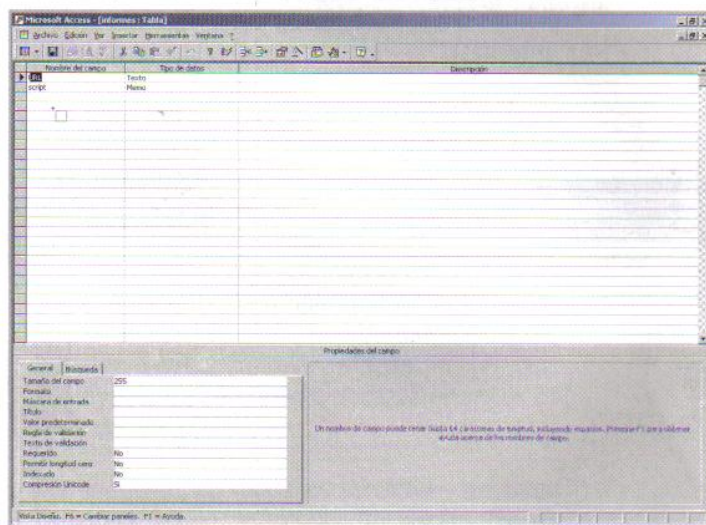 Microsoft Access - [informes : Tabla]
Archivo Edición Ver Insertar Herramientas Ventana ?
Nombre del campo Tipo de datos Descripción
URL Texto
script Memo
Propiedades del campo
General Búsqueda
Tamaño del campo 255
Formato
Máscara de entrada
Título
Valor predeterminado
Regla de validación
Texto de validación
Requerido No
Permitir longitud cero No
Indexado No
Compresión Unicode Sí
Un nombre de campo puede tener hasta 64 caracteres de longitud, incluyendo espacios. Presione F1 para obtener
ayuda acerca de los nombres de campo.
Vista Diseño. F6 = Cambiar paneles. F1 = Ayuda.